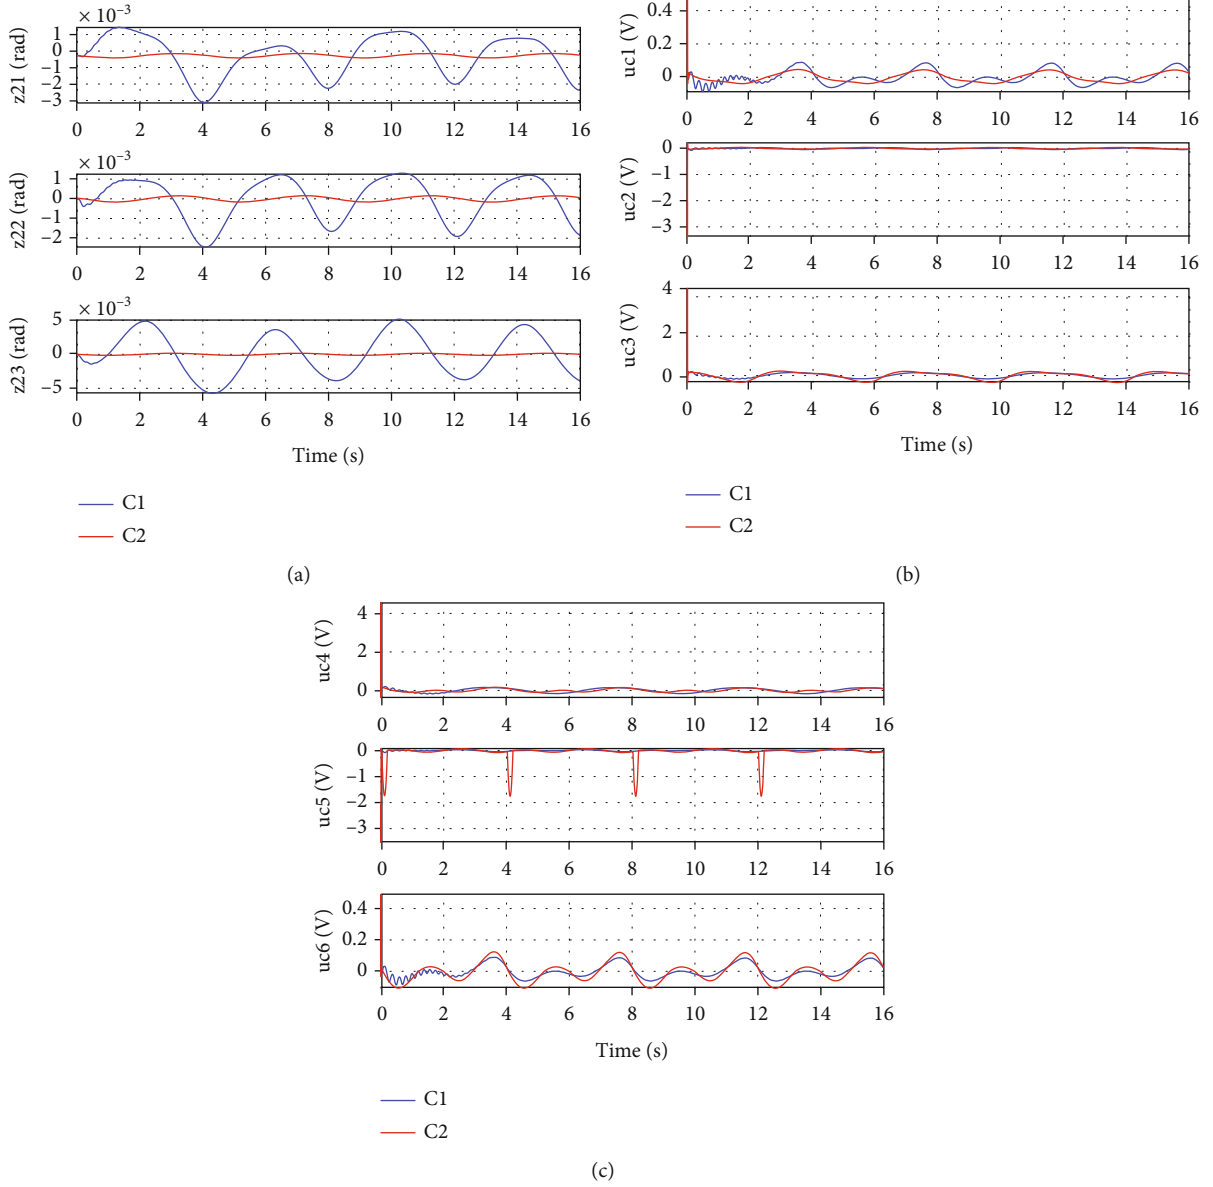 × 10⁻³
z21 (rad)
1
0
−1
−2
−3
0 2 4 6 8 10 12 14 16
× 10⁻³
z22 (rad)
1
0
−1
−2
0 2 4 6 8 10 12 14 16
× 10⁻³
z23 (rad)
5
0
−5
0 2 4 6 8 10 12 14 16
Time (s)
C1
C2
(a)
uc1 (V)
0.4
0.2
0
0 2 4 6 8 10 12 14 16
uc2 (V)
0
−1
−2
−3
0 2 4 6 8 10 12 14 16
uc3 (V)
4
2
0
0 2 4 6 8 10 12 14 16
Time (s)
C1
C2
(b)
uc4 (V)
4
2
0
0 2 4 6 8 10 12 14 16
uc5 (V)
0
−1
−2
−3
0 2 4 6 8 10 12 14 16
uc6 (V)
0.4
0.2
0
0 2 4 6 8 10 12 14 16
Time (s)
C1
C2
(c)